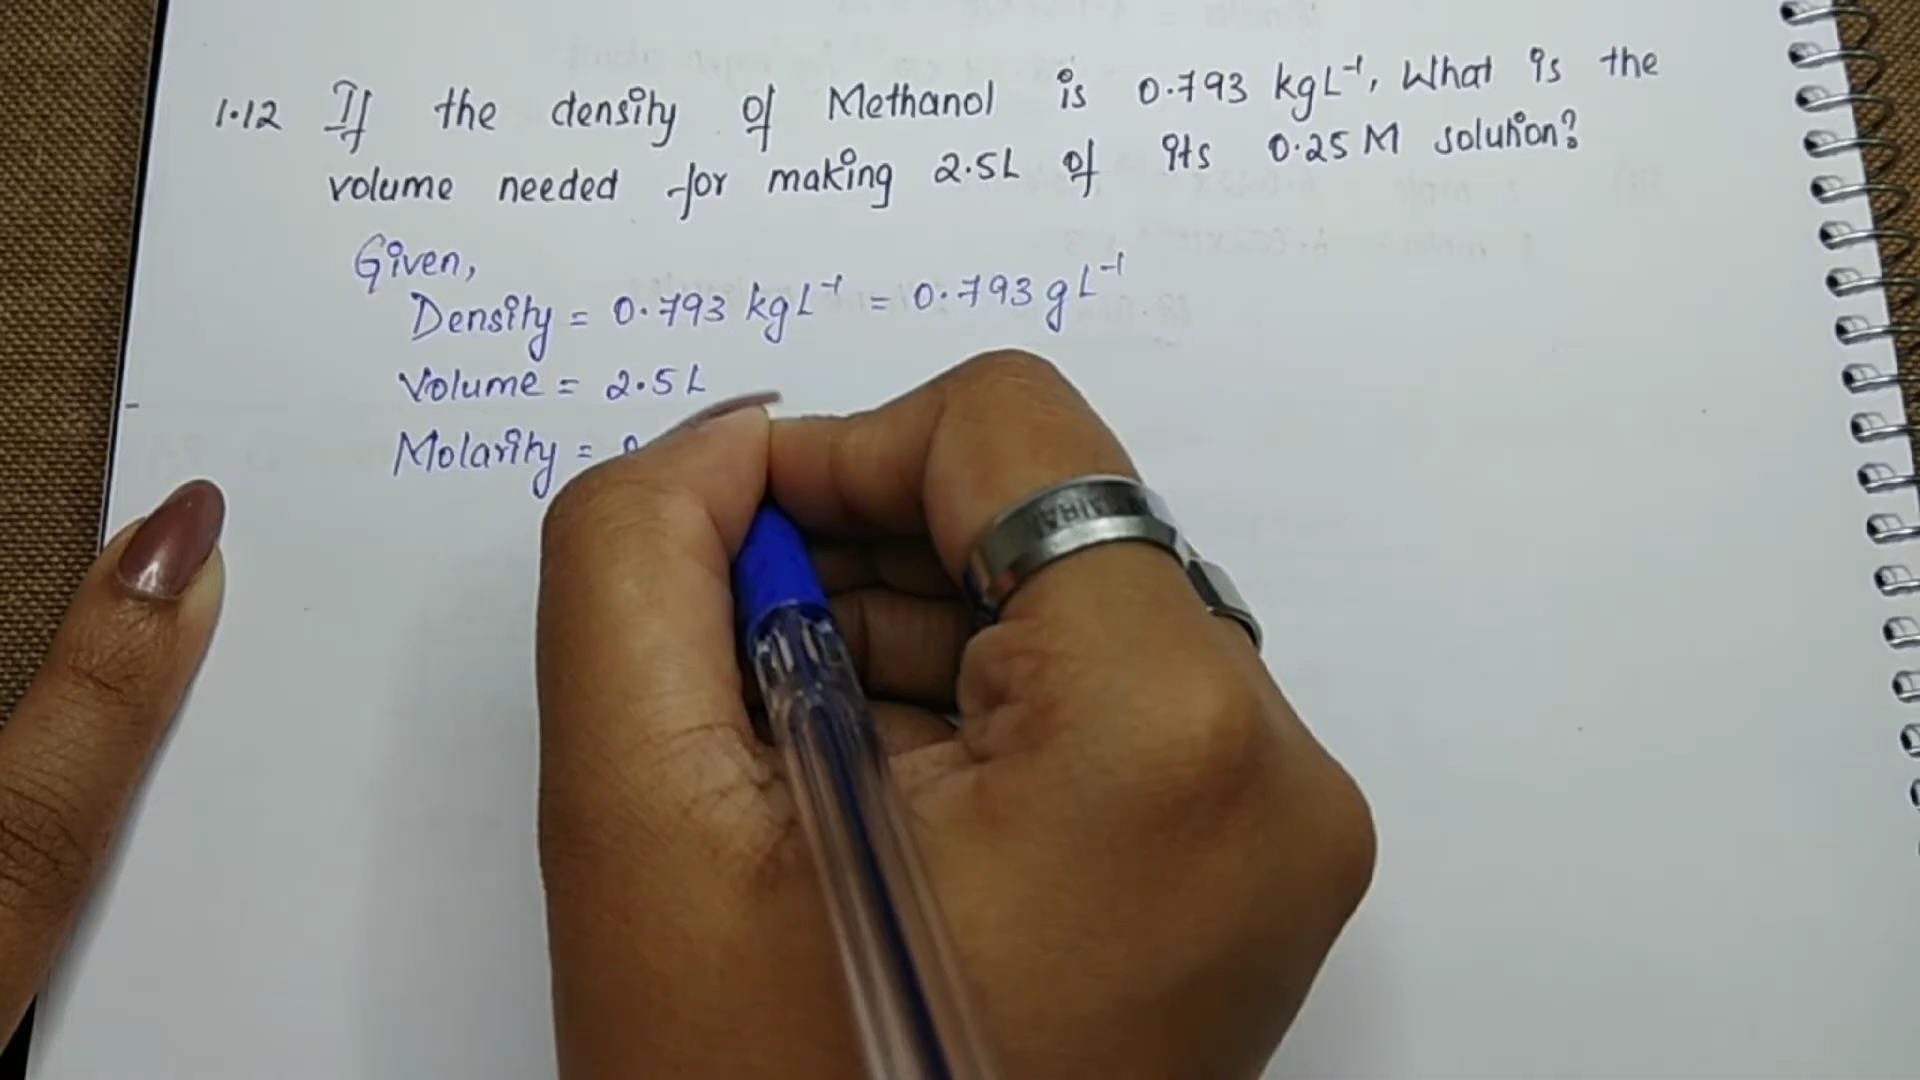 1.12 If the density of Methanol is 0.793 kgL⁻¹, What is the
volume needed for making 2.5L of its 0.25 M solution?
Given,
Density = 0.793 kgL⁻¹ = 0.793 gL⁻¹
Volume = 2.5 L
Molarity =